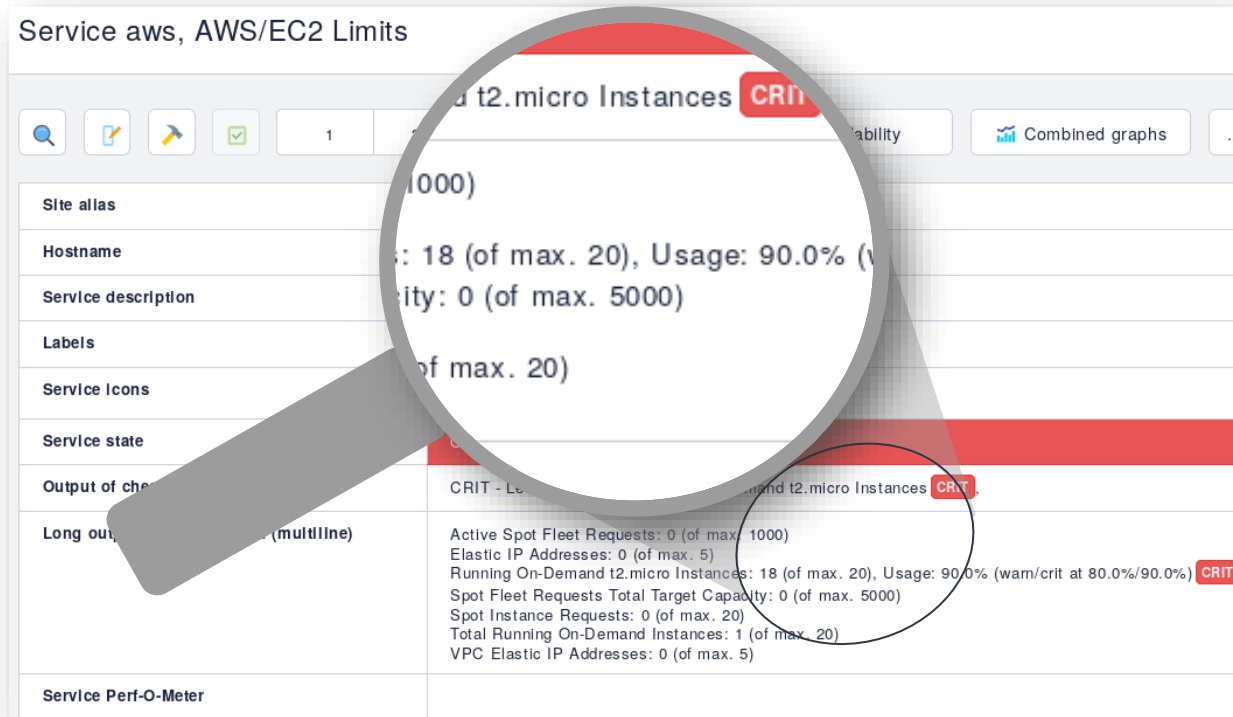 Service aws, AWS/EC2 Limits
t2.micro Instances CRIT
1
ability
Combined graphs
1000)
: 18 (of max. 20), Usage: 90.0% (
city: 0 (of max. 5000)
of max. 20)
Site alias
Hostname
Service description
Labels
Service icons
Service state
Output of che
CRIT - Le mand t2.micro Instances CRIT,
Long out (multiline)
Active Spot Fleet Requests: 0 (of max. 1000)
Elastic IP Addresses: 0 (of max. 5)
Running On-Demand t2.micro Instances: 18 (of max. 20), Usage: 90.0% (warn/crit at 80.0%/90.0%) CRIT
Spot Fleet Requests Total Target Capacity: 0 (of max. 5000)
Spot Instance Requests: 0 (of max. 20)
Total Running On-Demand Instances: 1 (of max. 20)
VPC Elastic IP Addresses: 0 (of max. 5)
Service Perf-O-Meter